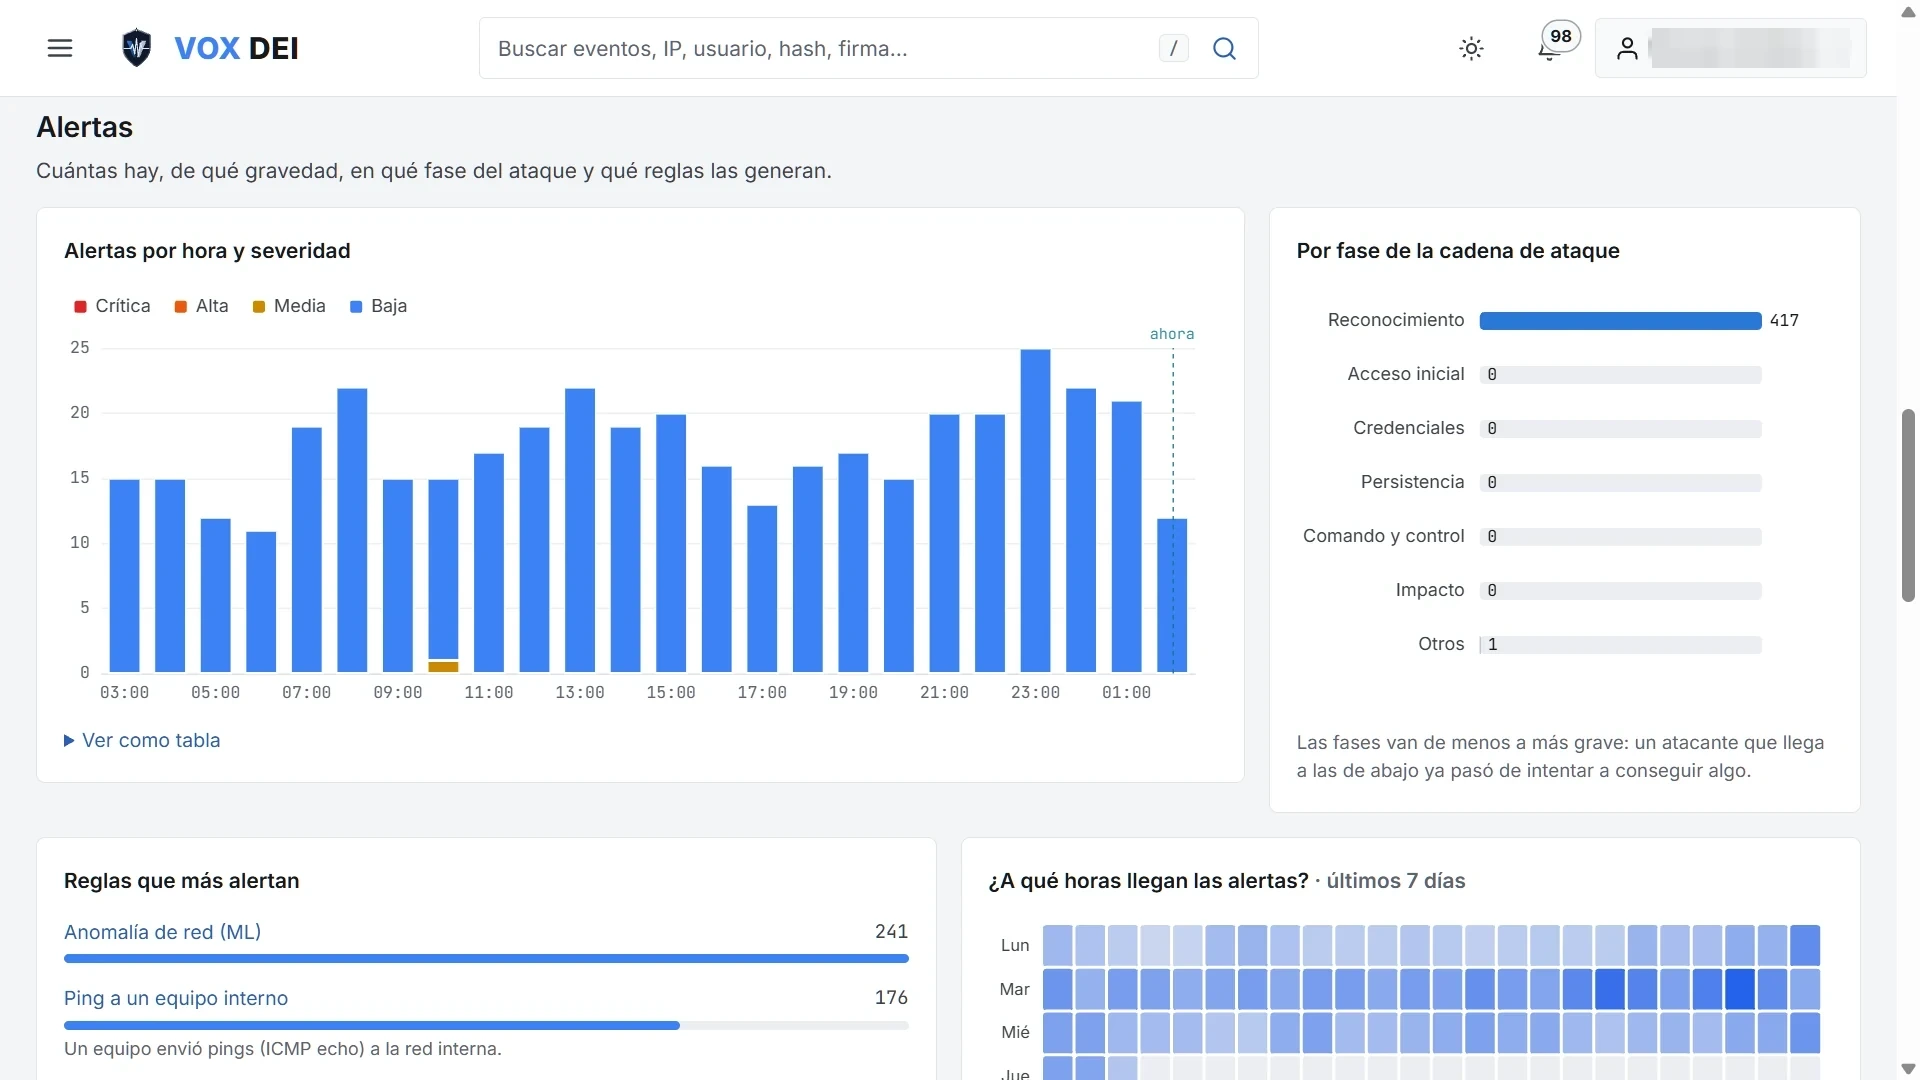 VOX DEI
Buscar eventos, IP, usuario, hash, firma...
/
98
Alertas
Cuántas hay, de qué gravedad, en qué fase del ataque y qué reglas las generan.
Alertas por hora y severidad
Crítica Alta Media Baja
ahora
25
20
15
10
5
0
03:00 05:00 07:00 09:00 11:00 13:00 15:00 17:00 19:00 21:00 23:00 01:00
Ver como tabla
Por fase de la cadena de ataque
Reconocimiento 417
Acceso inicial 0
Credenciales 0
Persistencia 0
Comando y control 0
Impacto 0
Otros 1
Las fases van de menos a más grave: un atacante que llega
a las de abajo ya pasó de intentar a conseguir algo.
Reglas que más alertan
Anomalía de red (ML) 241
Ping a un equipo interno 176
Un equipo envió pings (ICMP echo) a la red interna.
¿A qué horas llegan las alertas? · últimos 7 días
Lun
Mar
Mié
Jue